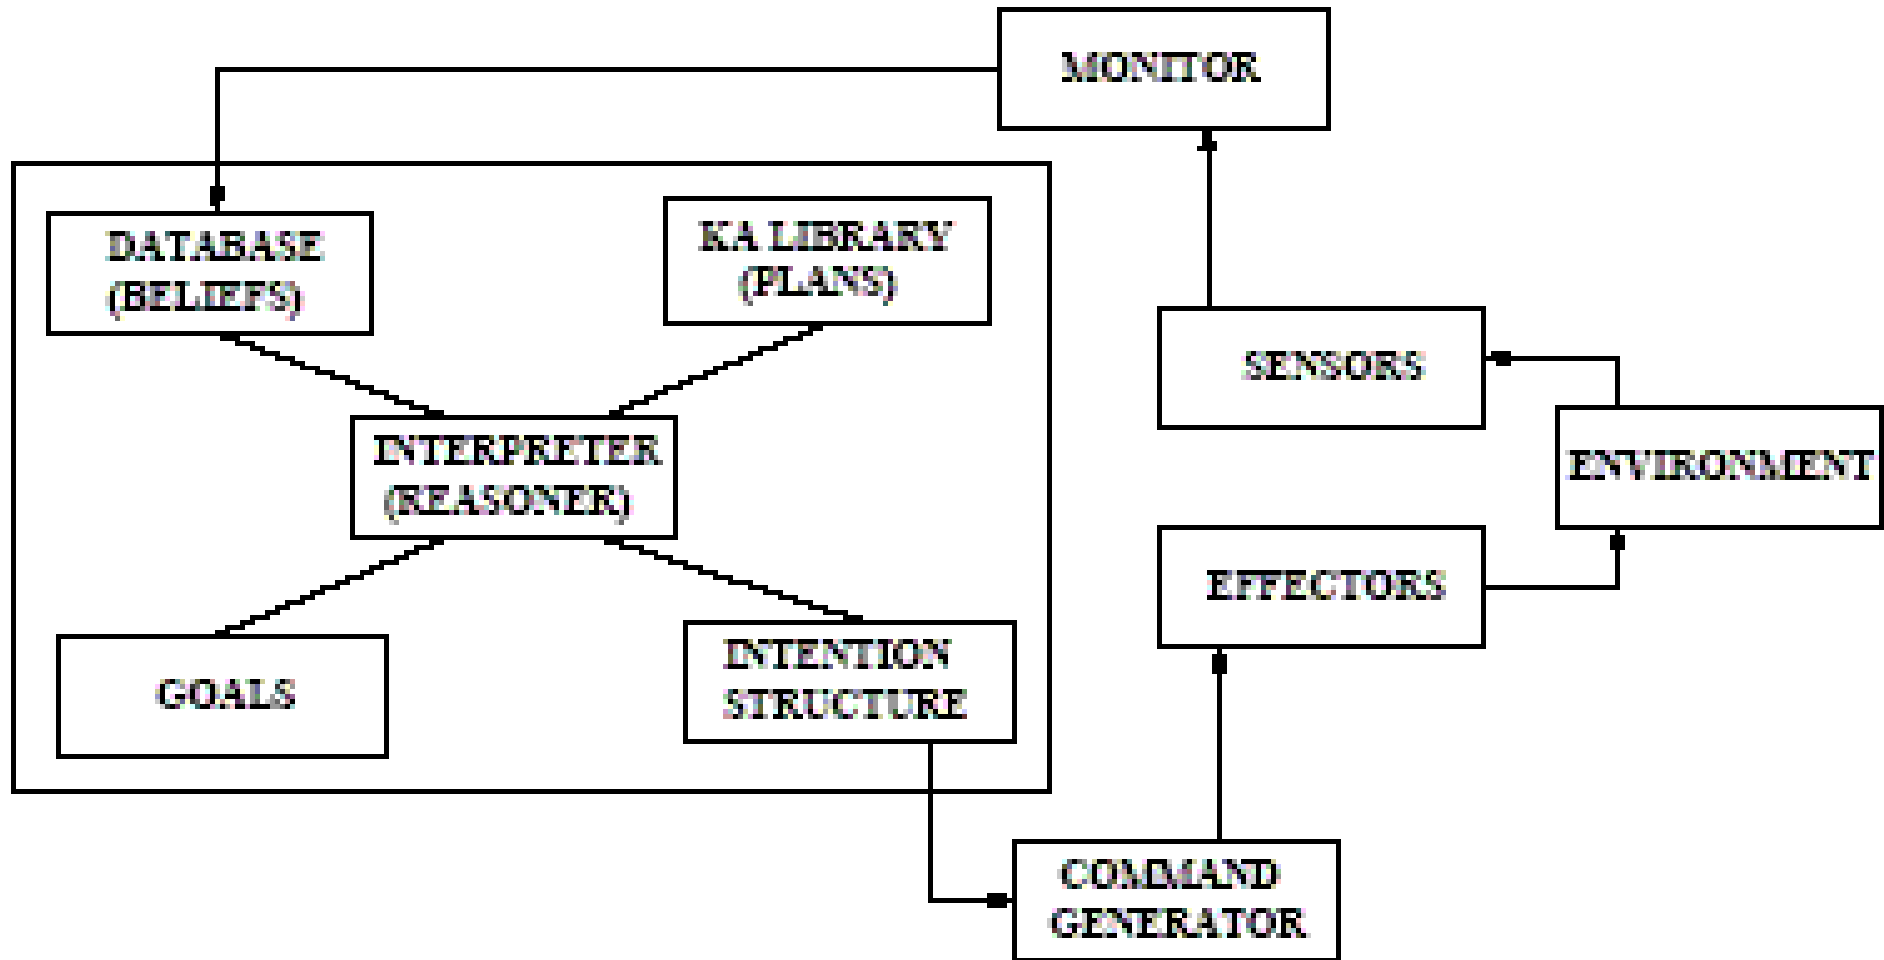 MONITOR
DATABASE
(BELIEFS)
KA LIBRARY
(PLANS)
SENSORS
INTERPRETER
(REASONER)
ENVIRONMENT
EFFECTORS
GOALS
INTENTION
STRUCTURE
COMMAND
GENERATOR